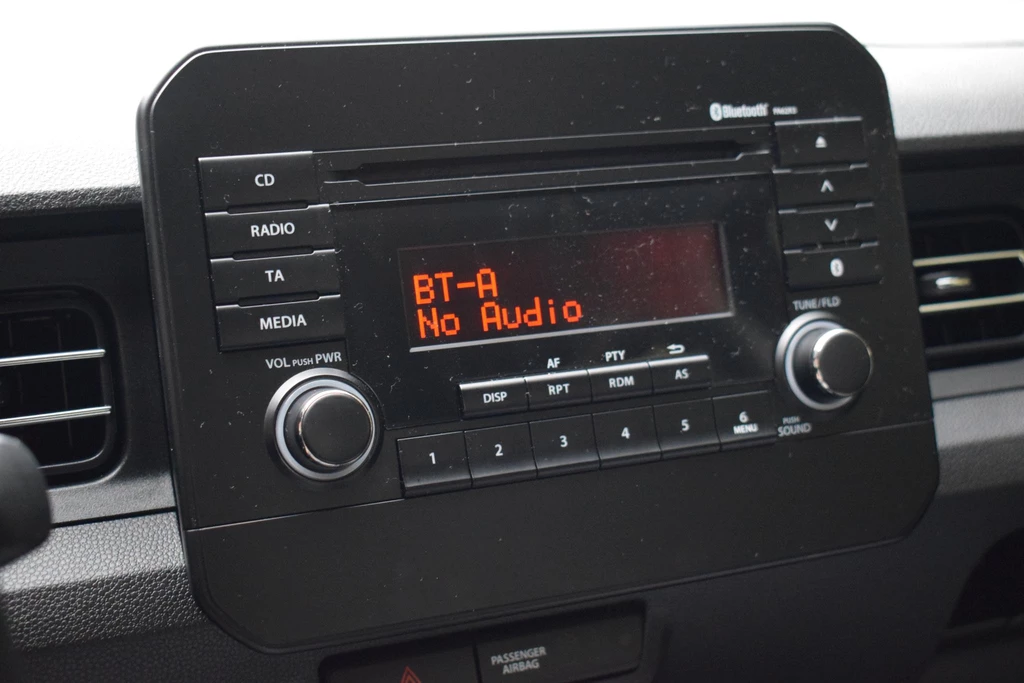 Bluetooth
CD
RADIO
TA
MEDIA
BT-A
No Audio
VOL PUSH PWR
TUNE/FLD
AF
PTY
DISP
RPT
RDM
AS
1
2
3
4
5
6
MENU
PUSH
SOUND
PASSENGER
AIRBAG